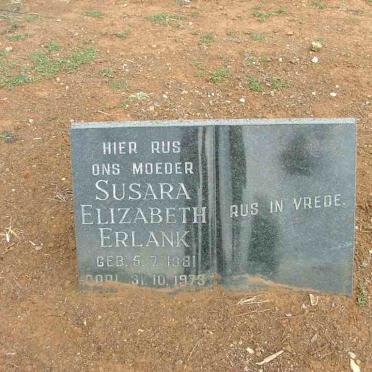 HIER RUS
ONS MOEDER
SUSARA
ELIZABETH
ERLANK
GEB. 5.7.1881
OORL. 31.10.1973
RUS IN VREDE.